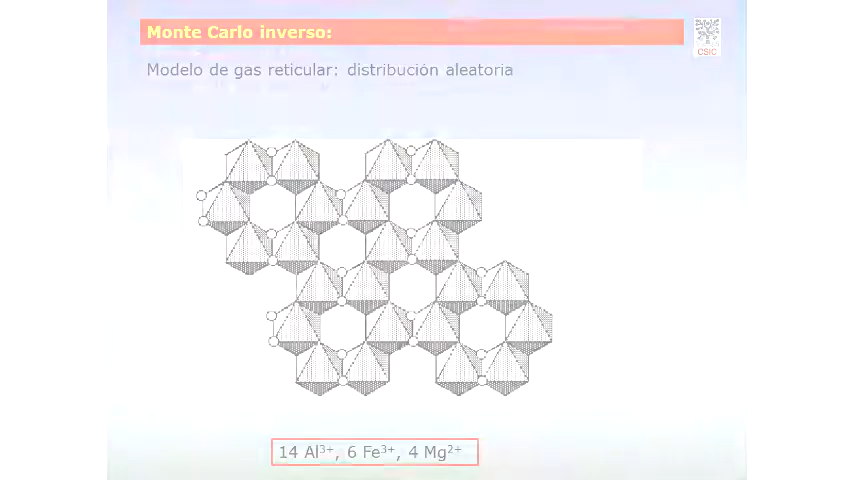 Monte Carlo inverso:
CSIC
Modelo de gas reticular: distribución aleatoria
14 Al³⁺, 6 Fe³⁺, 4 Mg²⁺